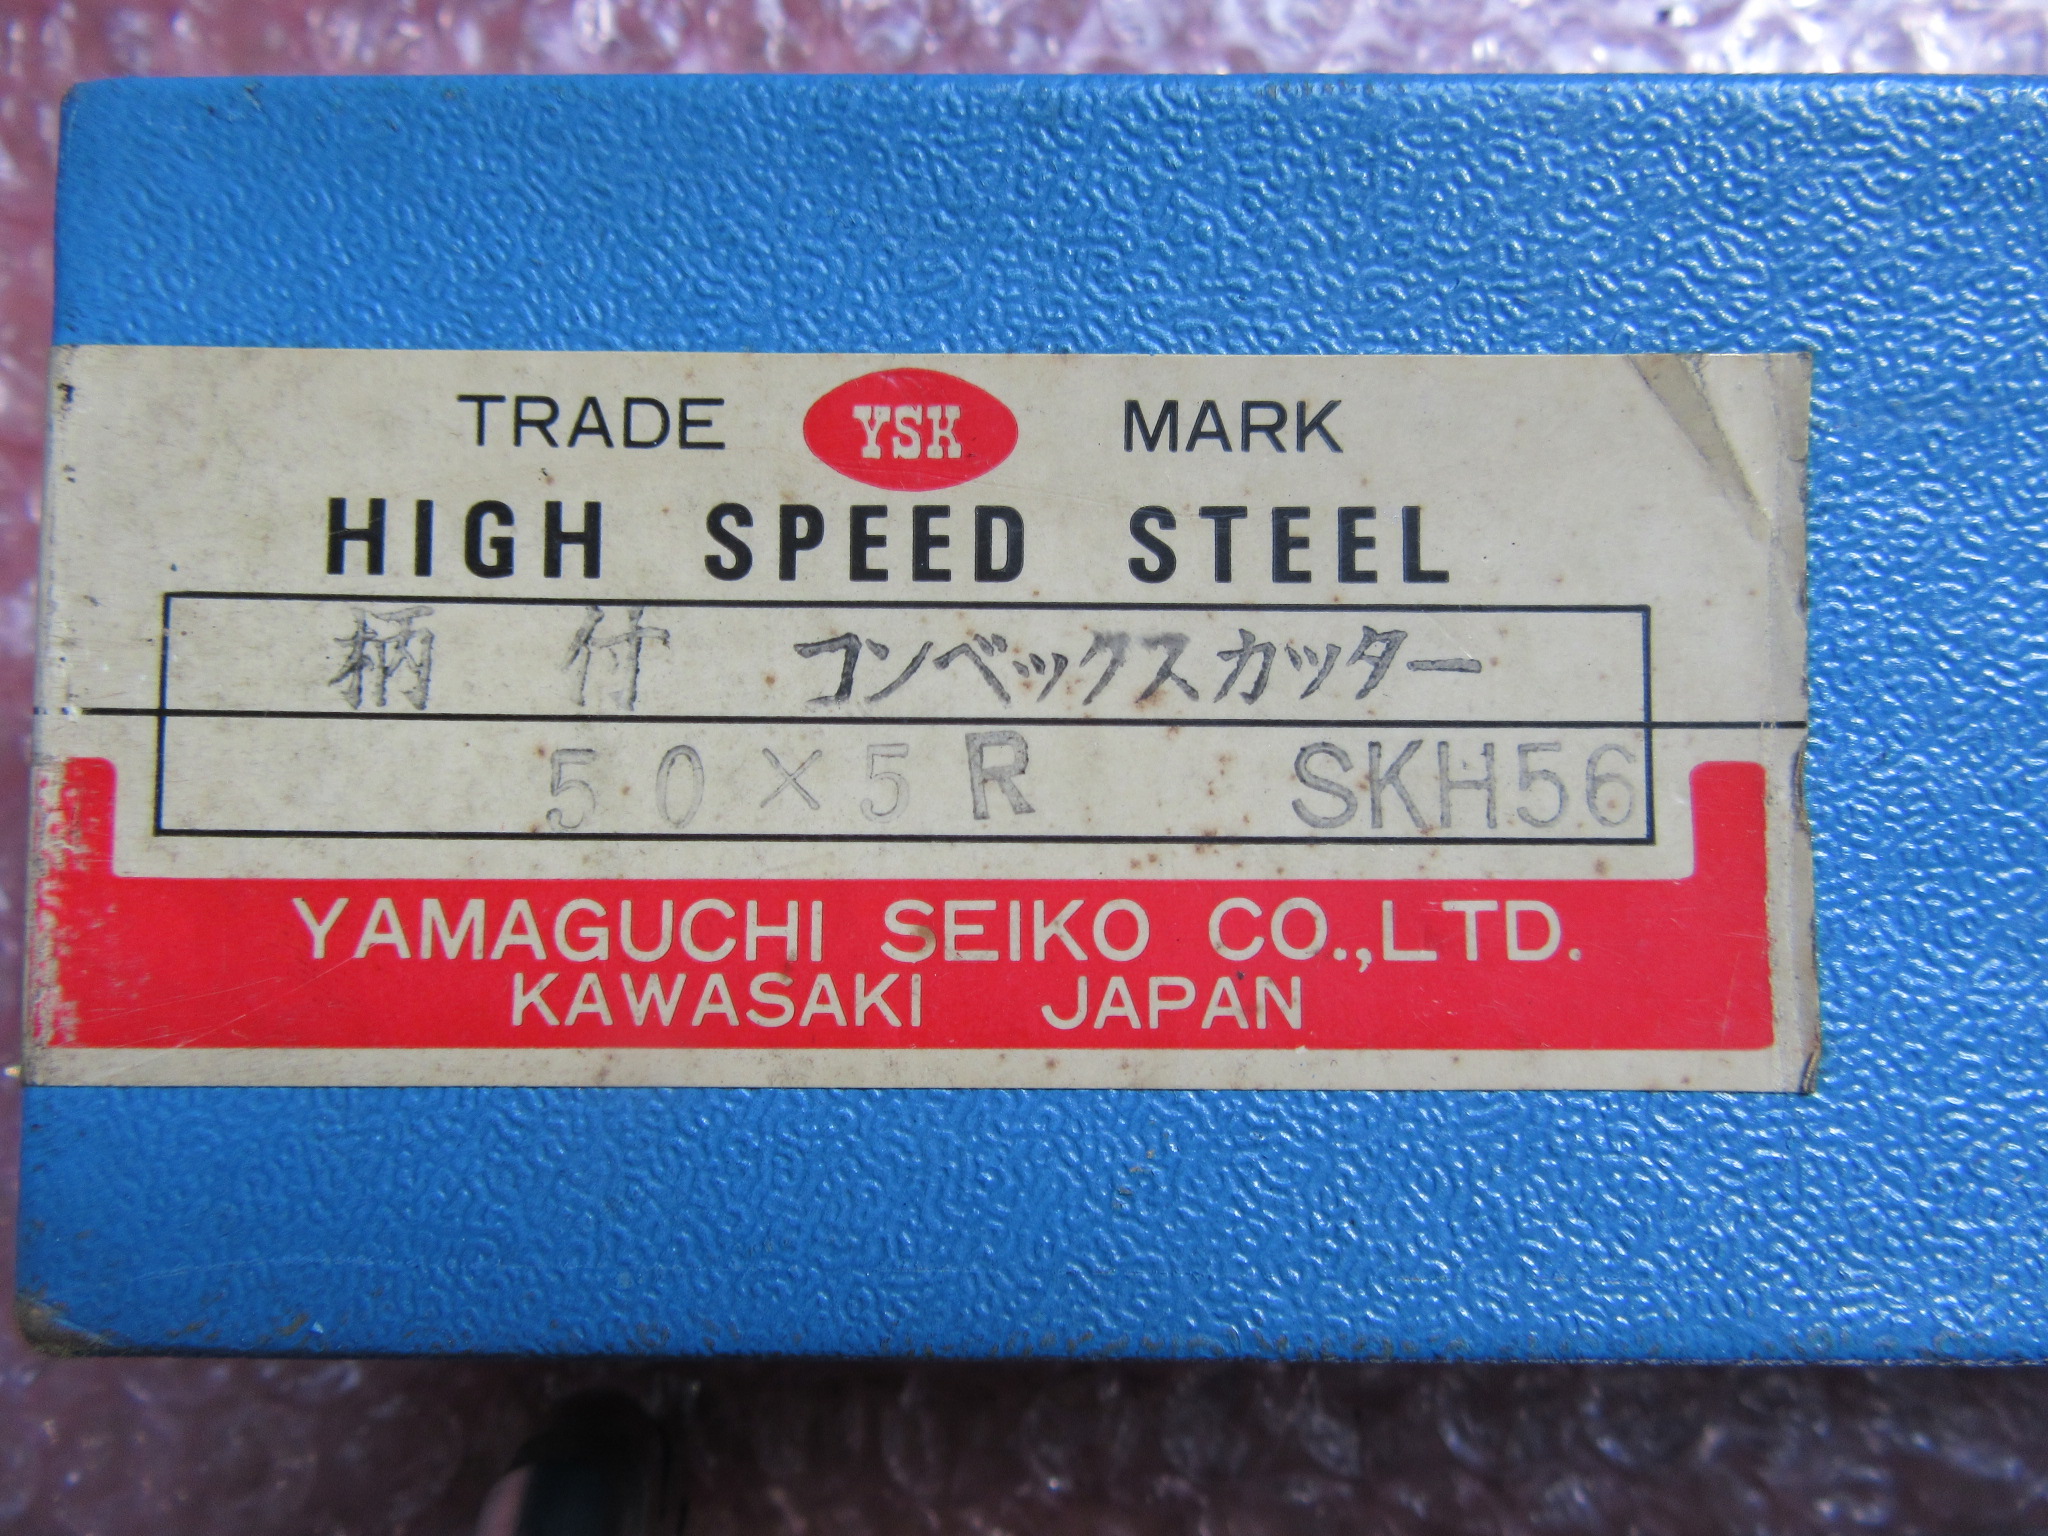 TRADE YSK MARK
HIGH SPEED STEEL
柄 付 コンベックスカッター
50×5R SKH56
YAMAGUCHI SEIKO CO.,LTD.
KAWASAKI JAPAN